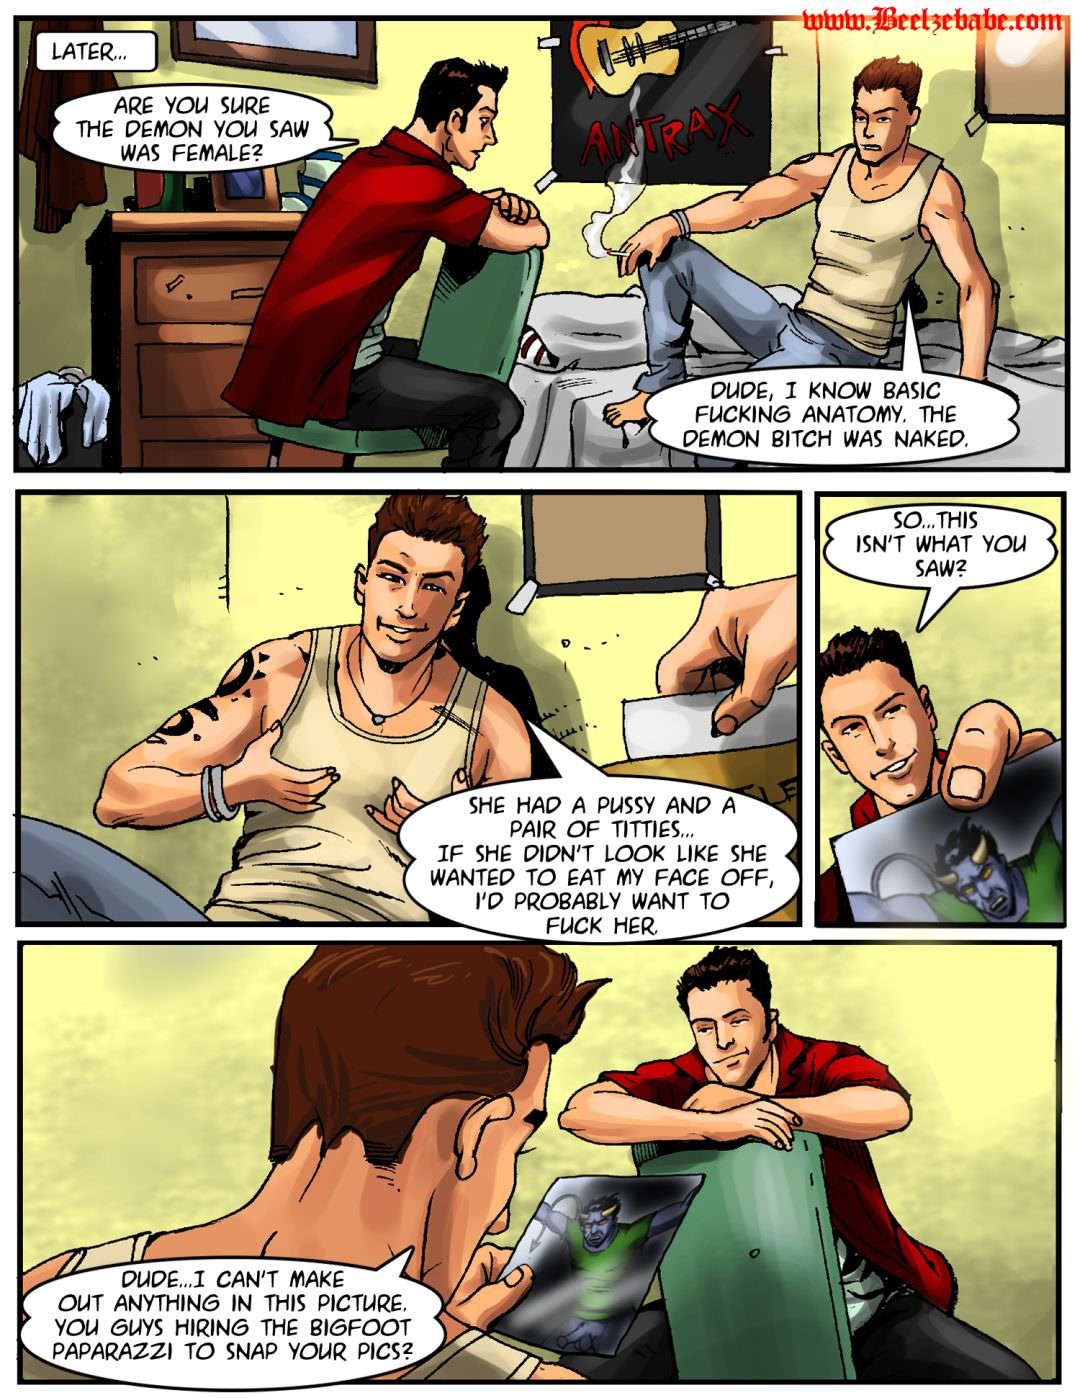 www.Beelzebabe.com
LATER...
ARE YOU SURE
THE DEMON YOU SAW
WAS FEMALE?
ANTRAX
DUDE, I KNOW BASIC
FUCKING ANATOMY. THE
DEMON BITCH WAS NAKED.
SHE HAD A PUSSY AND A
PAIR OF TITTIES...
IF SHE DIDN'T LOOK LIKE SHE
WANTED TO EAT MY FACE OFF,
I'D PROBABLY WANT TO
FUCK HER.
SO...THIS
ISN'T WHAT YOU
SAW?
DUDE...I CAN'T MAKE
OUT ANYTHING IN THIS PICTURE.
YOU GUYS HIRING THE BIGFOOT
PAPARAZZI TO SNAP YOUR PICS?